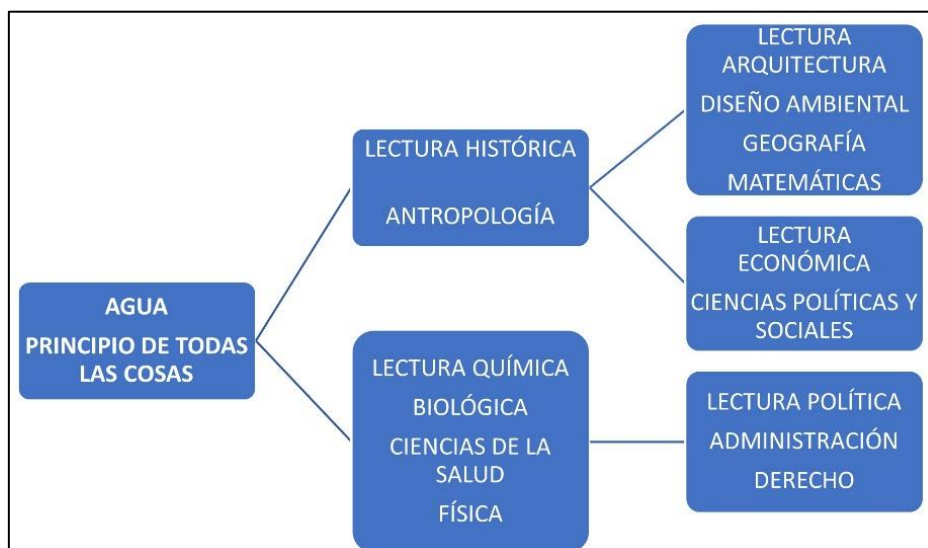 AGUA
PRINCIPIO DE TODAS
LAS COSAS
LECTURA HISTÓRICA
ANTROPOLOGÍA
LECTURA QUÍMICA
BIOLÓGICA
CIENCIAS DE LA
SALUD
FÍSICA
LECTURA
ARQUITECTURA
DISEÑO AMBIENTAL
GEOGRAFÍA
MATEMÁTICAS
LECTURA
ECONÓMICA
CIENCIAS POLÍTICAS Y
SOCIALES
LECTURA POLÍTICA
ADMINISTRACIÓN
DERECHO